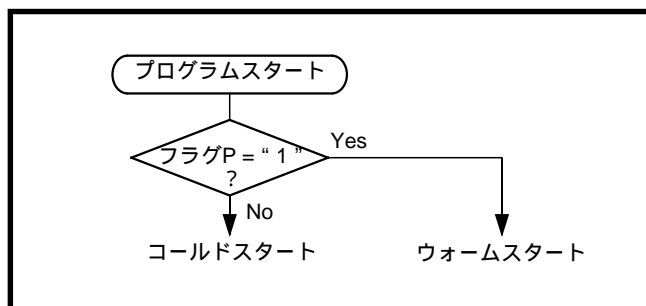 プログラムスタート
フラグP = “ 1 ”
?
Yes
No
コールドスタート
ウォームスタート